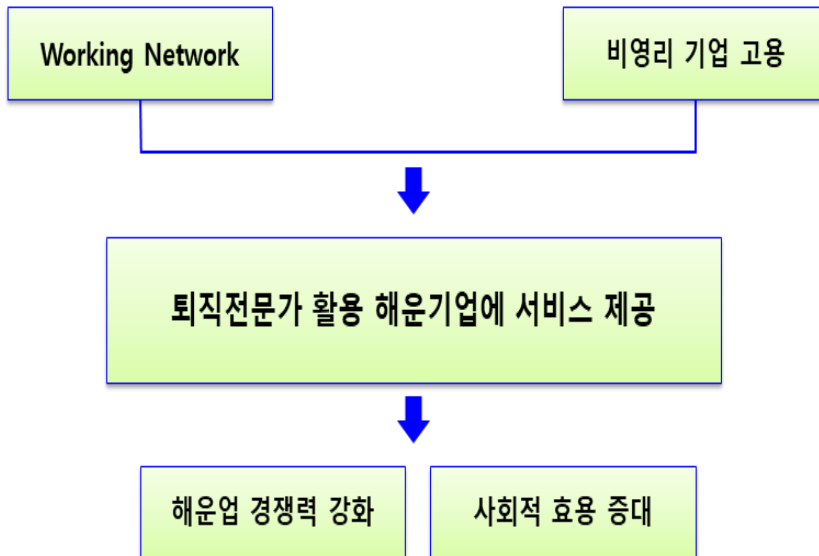 Working Network
비영리 기업 고용
퇴직전문가 활용 해운기업에 서비스 제공
해운업 경쟁력 강화
사회적 효용 증대